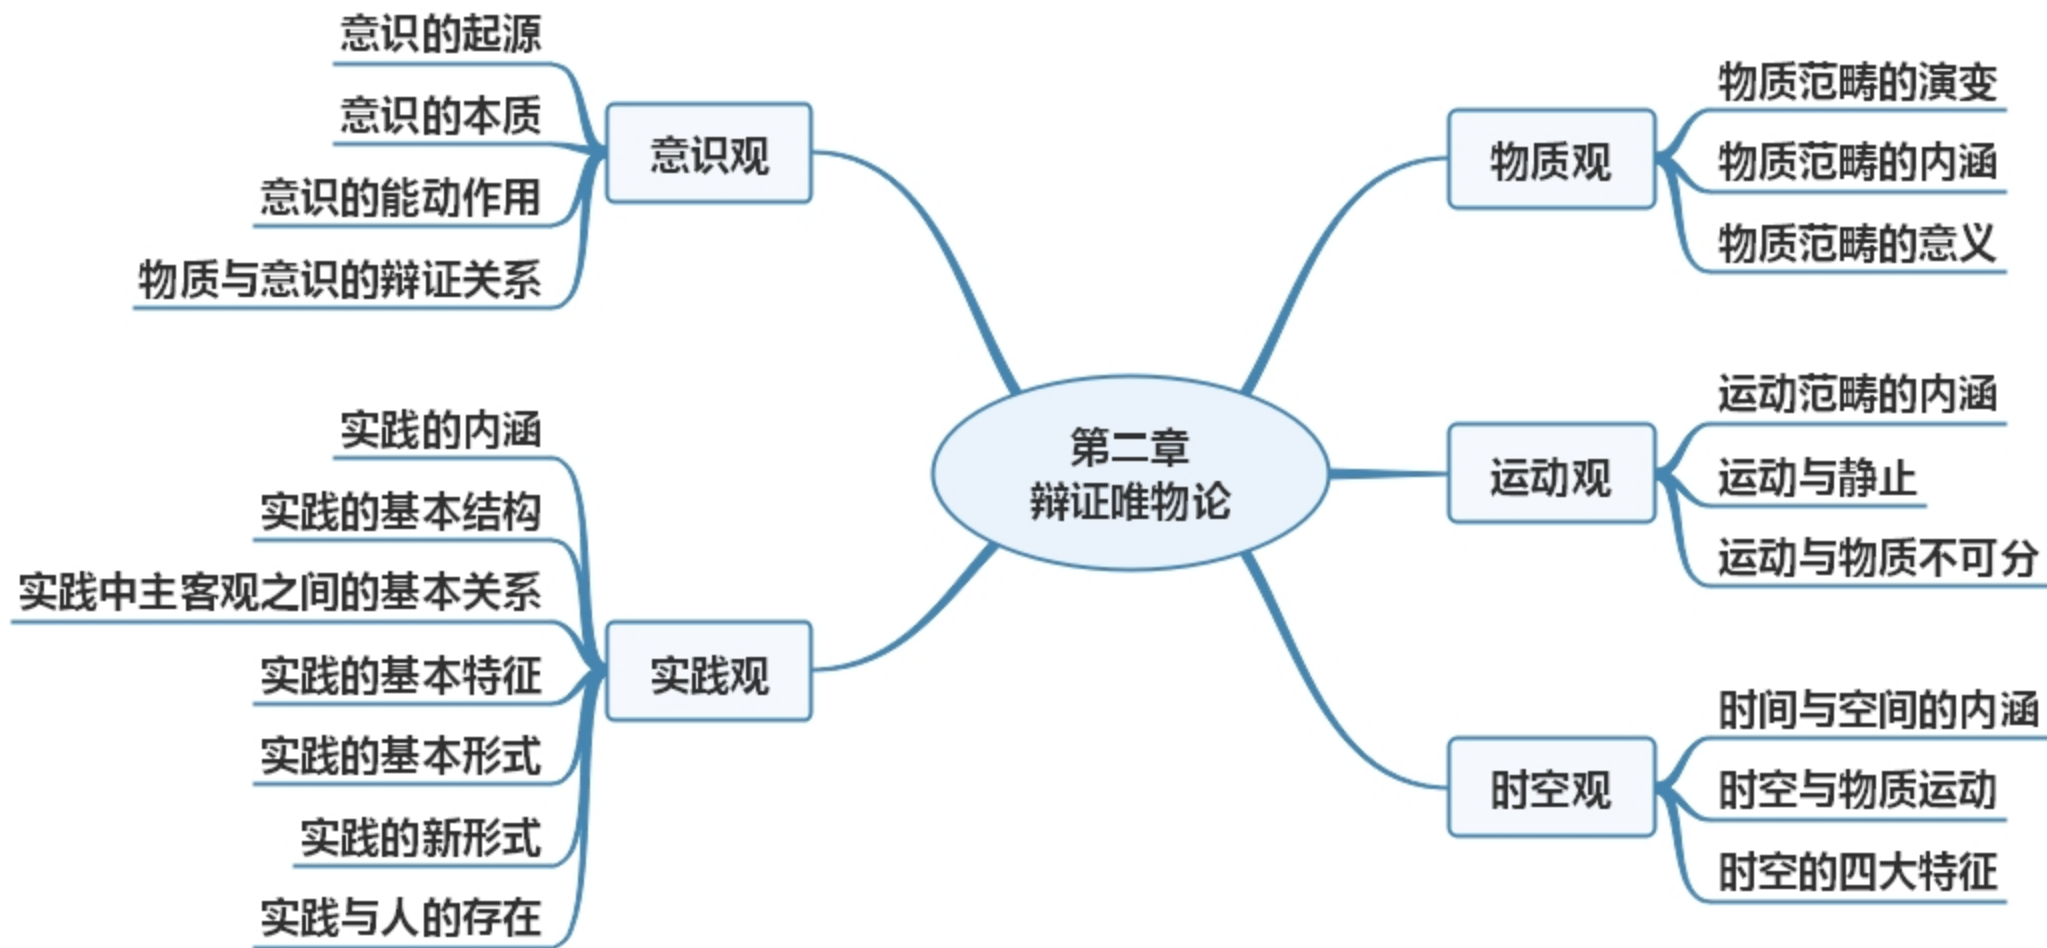 第二章
辩证唯物论
物质观
物质范畴的演变
物质范畴的内涵
物质范畴的意义
运动观
运动范畴的内涵
运动与静止
运动与物质不可分
时空观
时间与空间的内涵
时空与物质运动
时空的四大特征
意识观
意识的起源
意识的本质
意识的能动作用
物质与意识的辩证关系
实践观
实践的内涵
实践的基本结构
实践中主客观之间的基本关系
实践的基本特征
实践的基本形式
实践的新形式
实践与人的存在